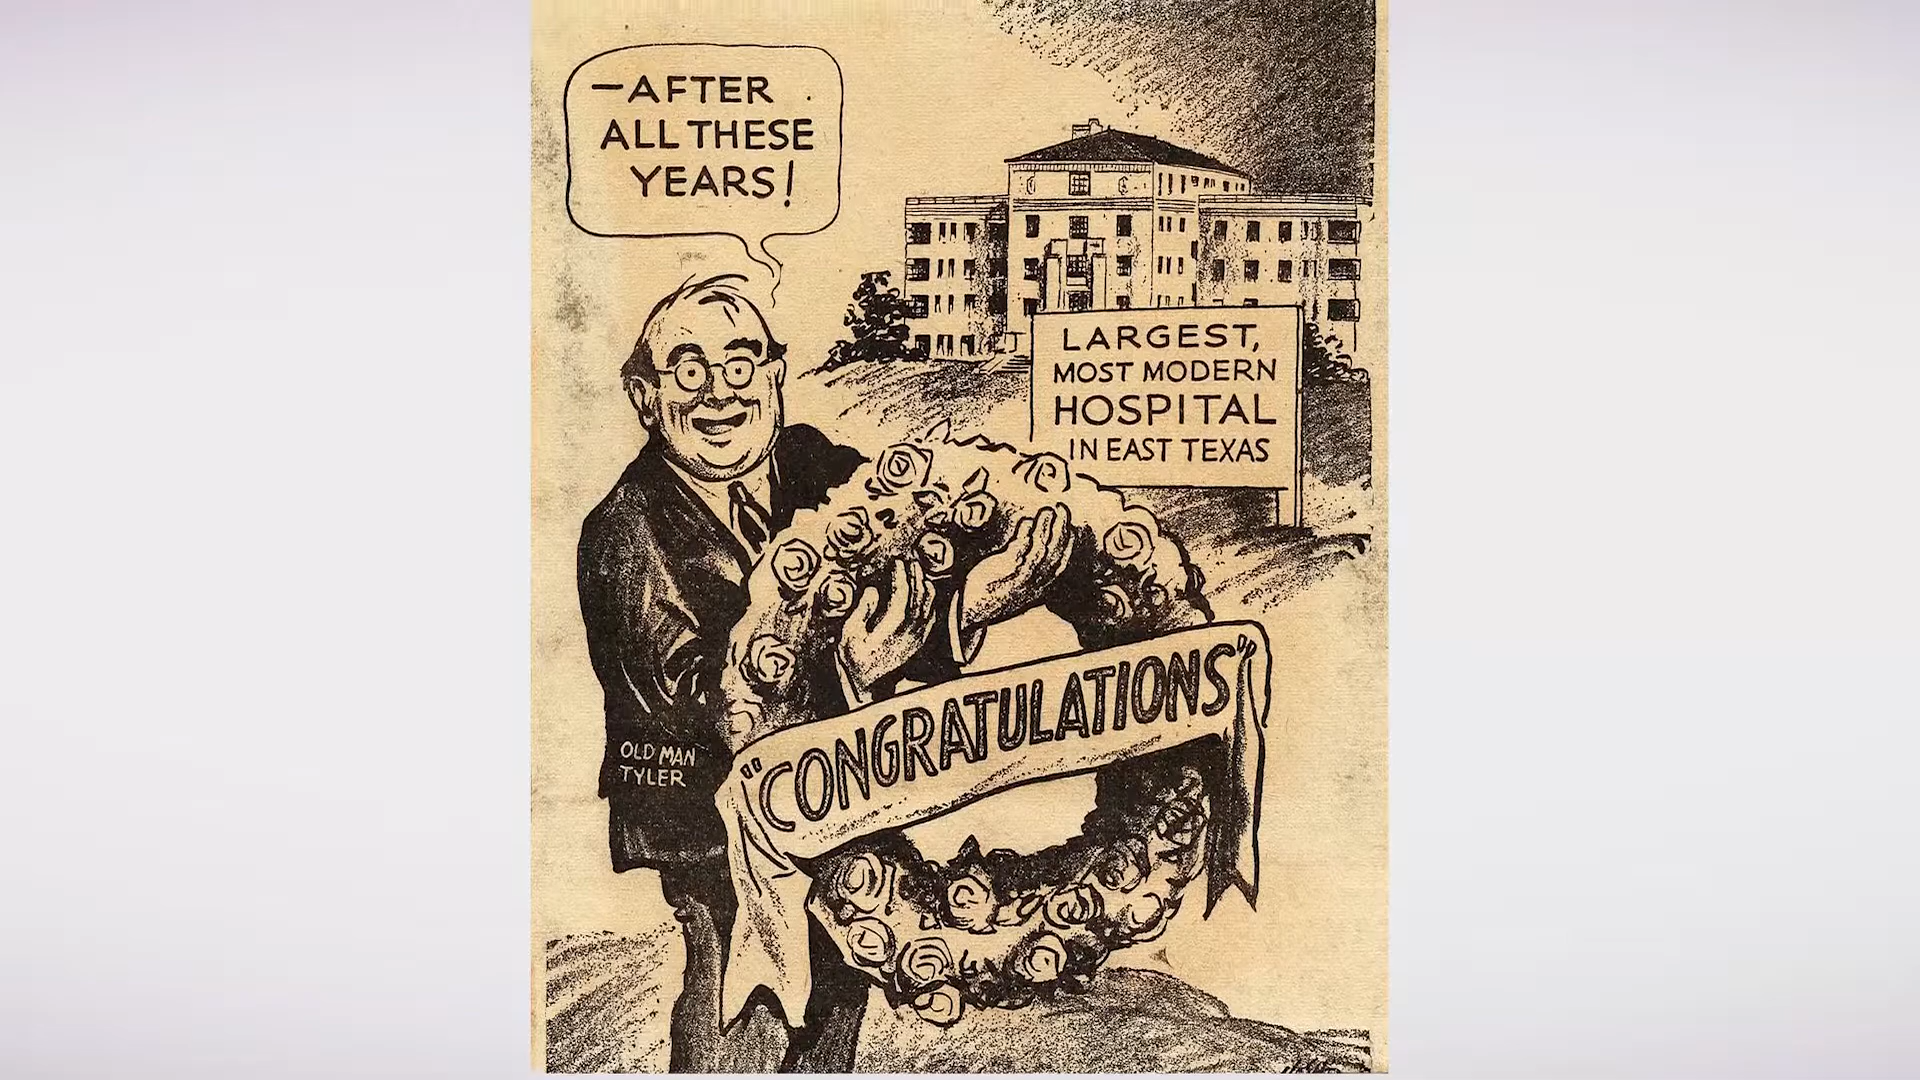 —AFTER
ALL THESE
YEARS!
LARGEST,
MOST MODERN
HOSPITAL
IN EAST TEXAS
"CONGRATULATIONS"
OLD MAN
TYLER